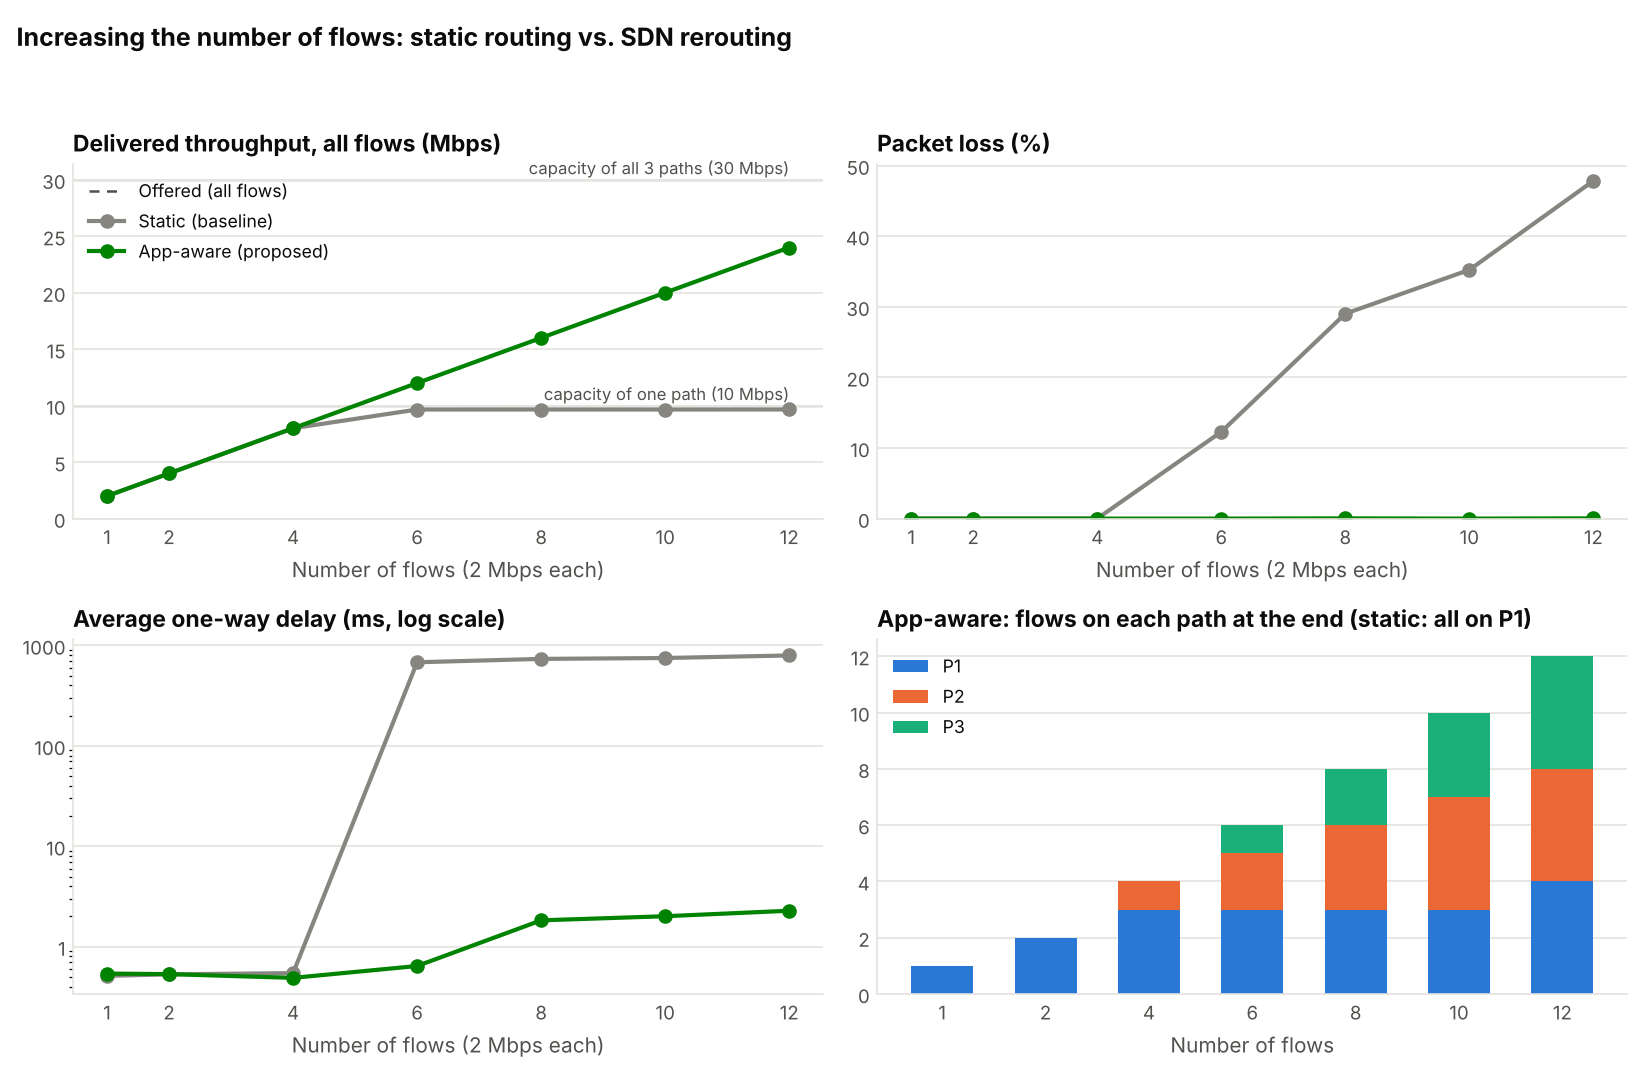 Increasing the number of flows: static routing vs. SDN rerouting
Delivered throughput, all flows (Mbps)
capacity of all 3 paths (30 Mbps)
Offered (all flows)
Static (baseline)
App-aware (proposed)
capacity of one path (10 Mbps)
30
25
20
15
10
5
0
1 2 4 6 8 10 12
Number of flows (2 Mbps each)
Packet loss (%)
50
40
30
20
10
0
1 2 4 6 8 10 12
Number of flows (2 Mbps each)
Average one-way delay (ms, log scale)
1000
100
10
1
1 2 4 6 8 10 12
Number of flows (2 Mbps each)
App-aware: flows on each path at the end (static: all on P1)
P1
P2
P3
12
10
8
6
4
2
0
1 2 4 6 8 10 12
Number of flows